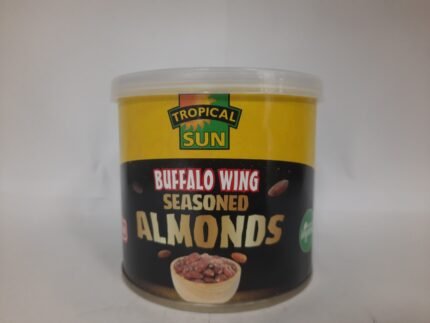 TROPICAL
SUN
BUFFALO WING
SEASONED
ALMONDS